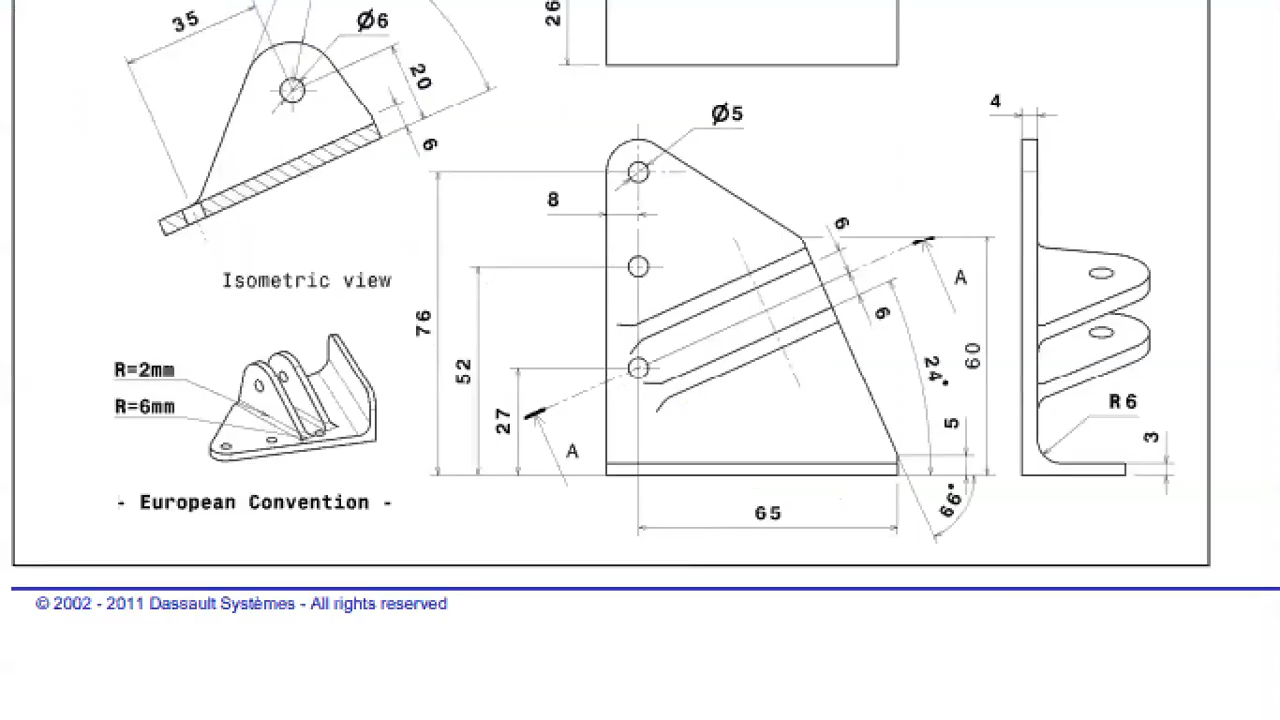 35
Ø6
26
20
6
Ø5
4
8
6
A
Isometric view
76
6
60
R=2mm
52
24°
R=6mm
27
5
R6
3
A
- European Convention -
65
66°
© 2002 - 2011 Dassault Systèmes - All rights reserved